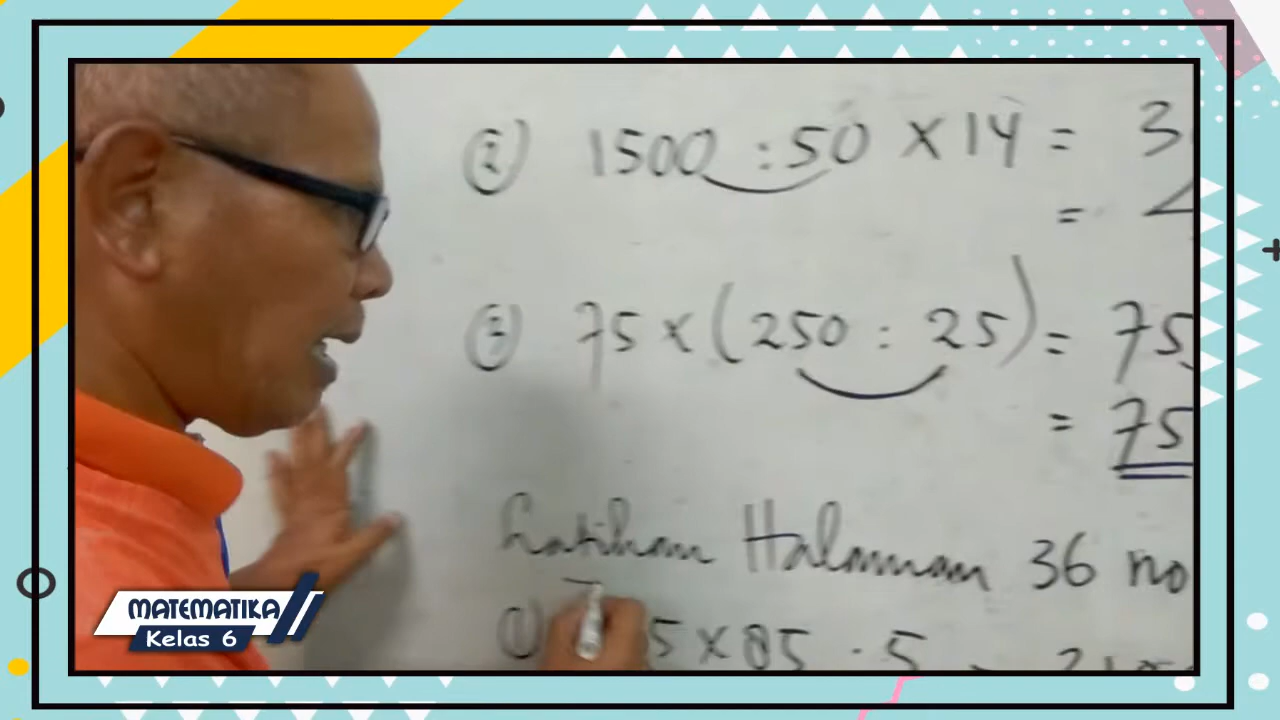 ② 1500 : 50 x 14 = 3
=
③ 75 x (250 : 25) = 75
= 75
Latihan Halaman 36 no
① 5 x 85 : 5 =
MATEMATIKA
Kelas 6